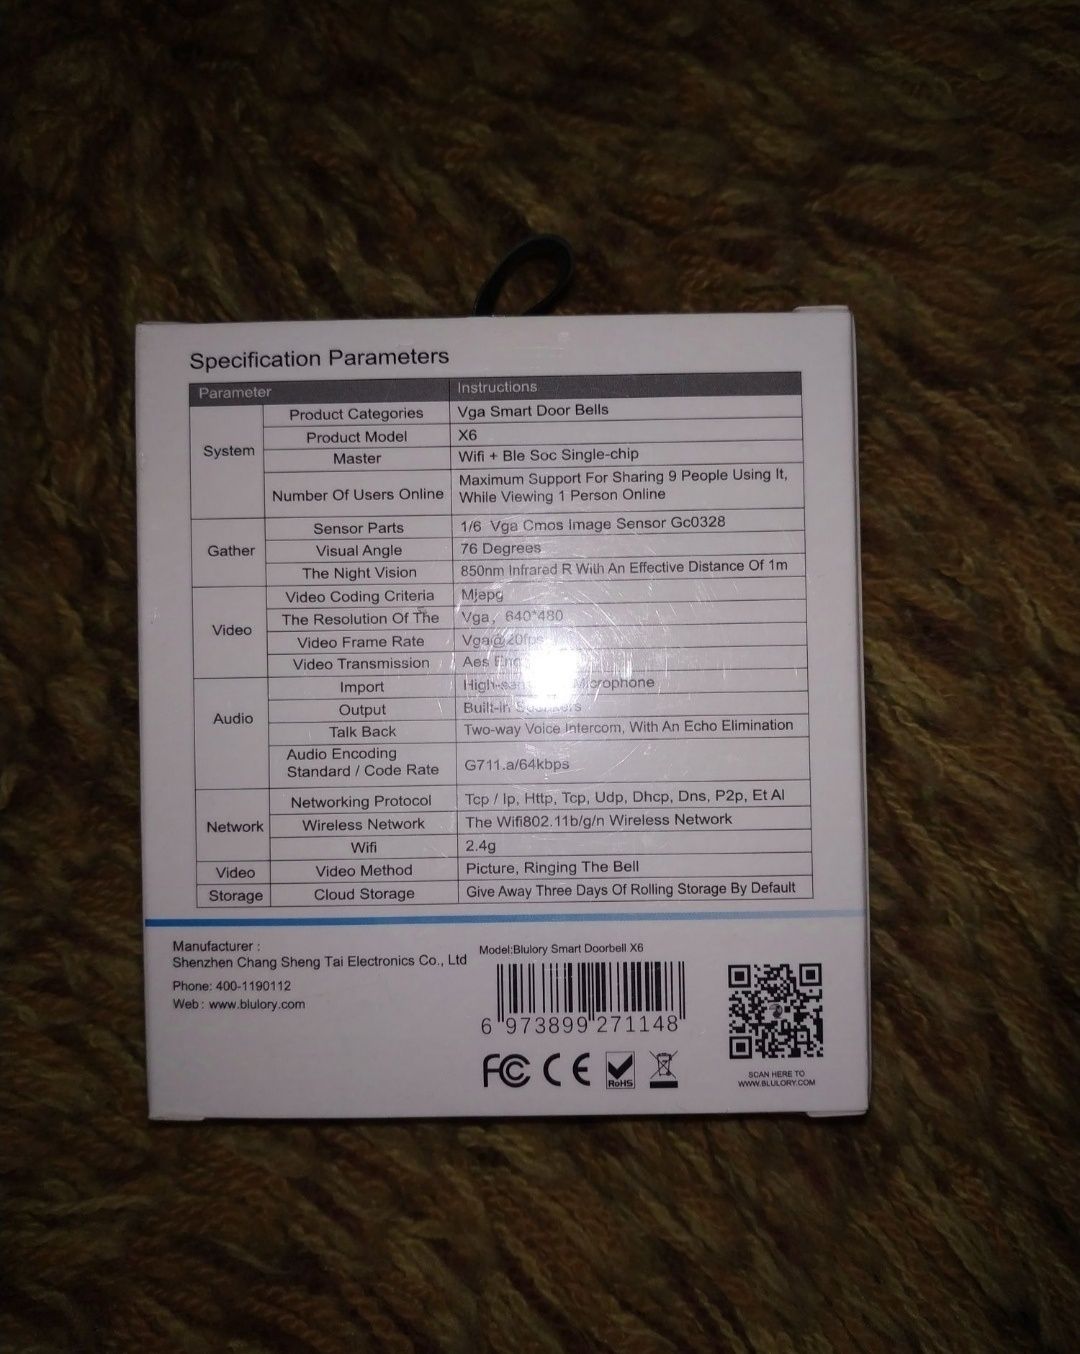 Specification Parameters
Parameter Instructions
System
Product Categories Vga Smart Door Bells
Product Model X6
Master Wifi + Ble Soc Single-chip
Number Of Users Online Maximum Support For Sharing 9 People Using It,
While Viewing 1 Person Online
Gather
Sensor Parts 1/6 Vga Cmos Image Sensor Gc0328
Visual Angle 76 Degrees
The Night Vision 850nm Infrared R With An Effective Distance Of 1m
Video
Video Coding Criteria Mjepg
The Resolution Of The Vga, 640*480
Video Frame Rate Vga@20fps
Video Transmission Aes
Audio
Import Microphone
Output Built-in Speakers
Talk Back Two-way Voice Intercom, With An Echo Elimination
Audio Encoding
Standard / Code Rate G711.a/64kbps
Network
Networking Protocol Tcp / Ip, Http, Tcp, Udp, Dhcp, Dns, P2p, Et Al
Wireless Network The Wifi802.11b/g/n Wireless Network
Wifi 2.4g
Video Video Method Picture, Ringing The Bell
Storage Cloud Storage Give Away Three Days Of Rolling Storage By Default
Manufacturer :
Shenzhen Chang Sheng Tai Electronics Co., Ltd
Phone: 400-1190112
Web : www.blulory.com
Model:Blulory Smart Doorbell X6
6 973899 271148
FC CE RoHS
SCAN HERE TO
WWW.BLULORY.COM